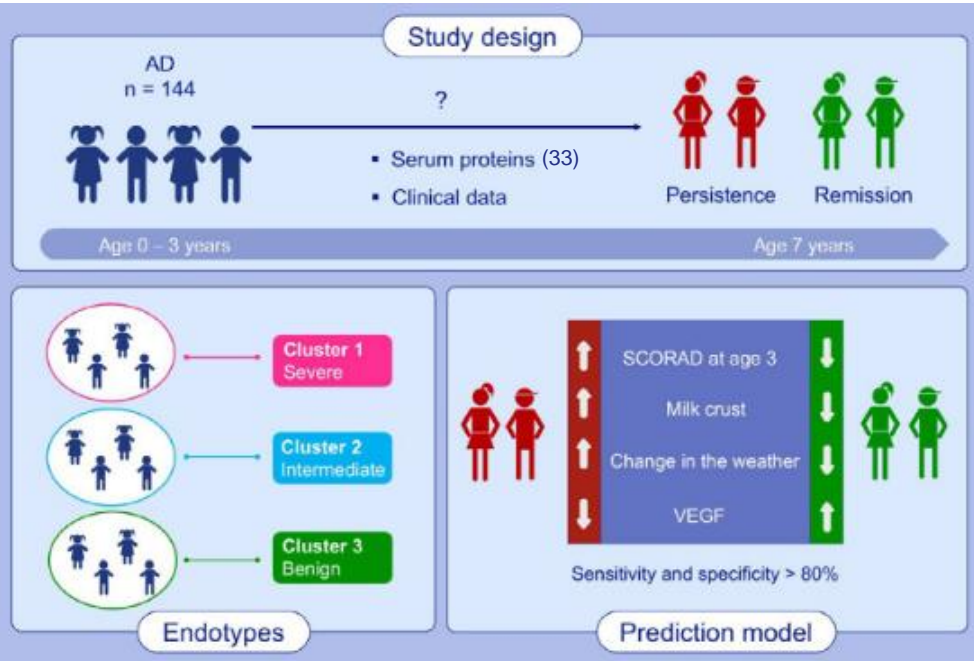 Study design
AD
n = 144
?
▪ Serum proteins (33)
▪ Clinical data
Persistence
Remission
Age 0 – 3 years
Age 7 years
Cluster 1
Severe
Cluster 2
Intermediate
Cluster 3
Benign
Endotypes
SCORAD at age 3
Milk crust
Change in the weather
VEGF
Sensitivity and specificity > 80%
Prediction model